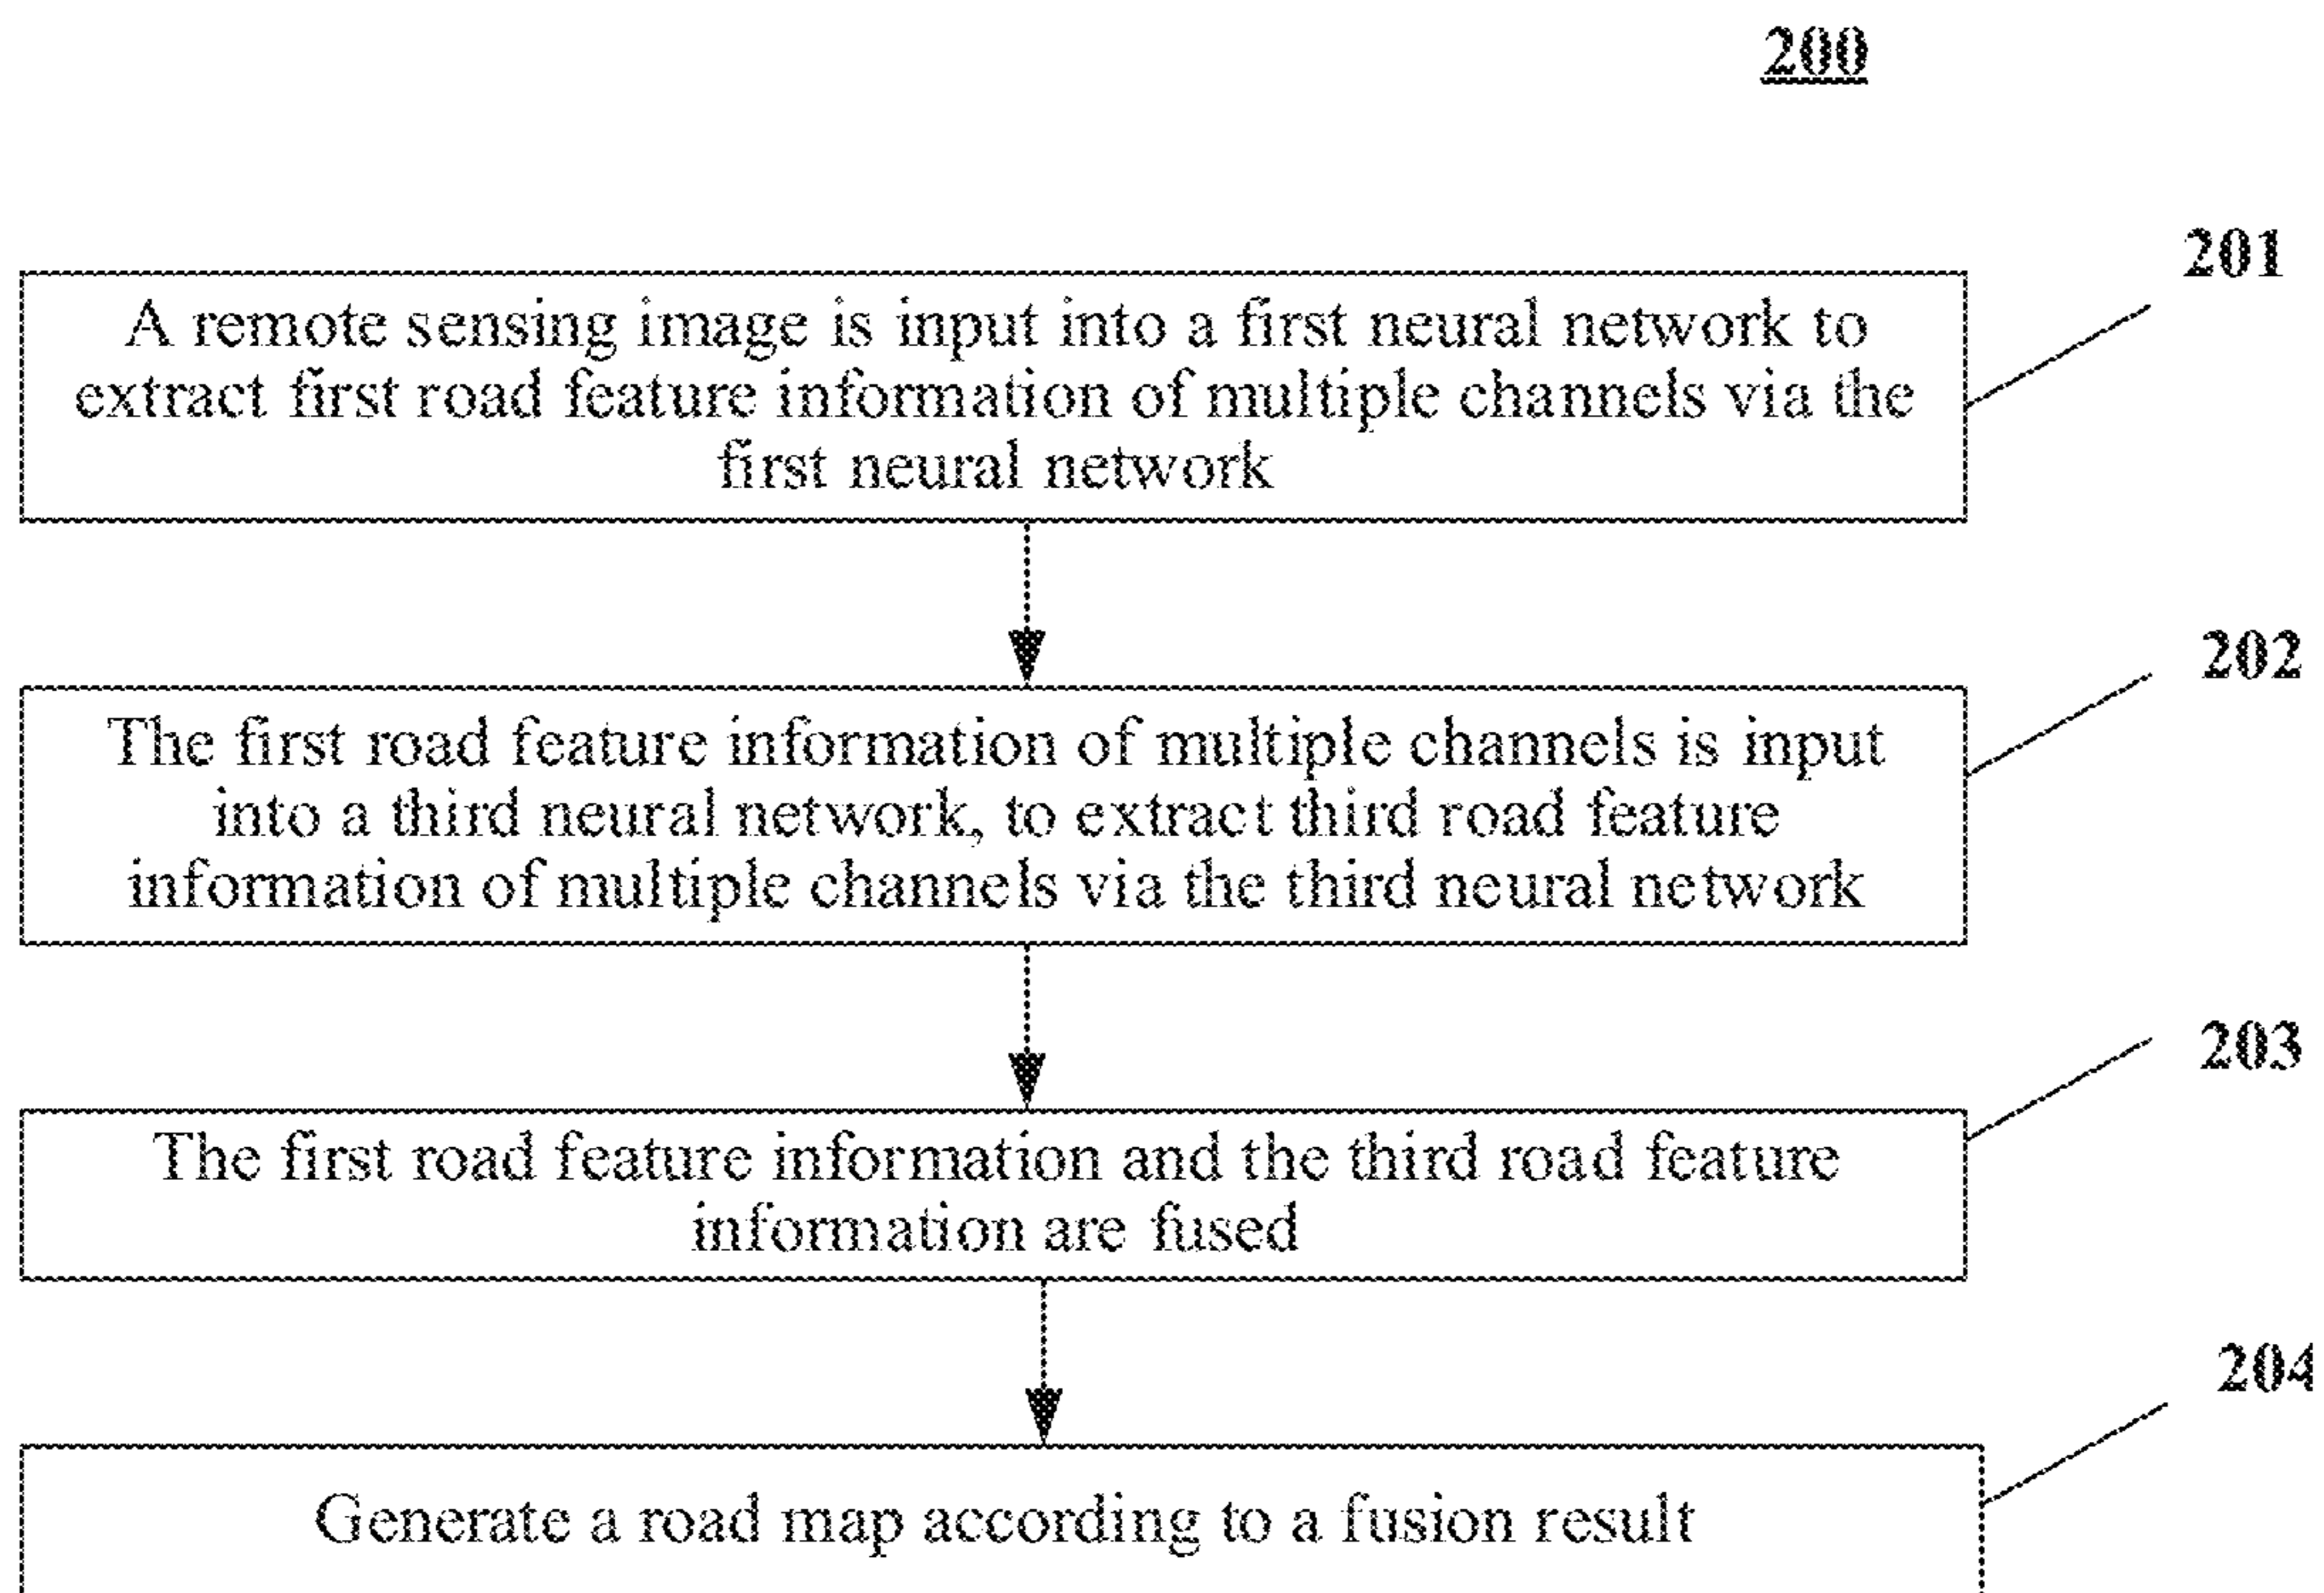 200
201
A remote sensing image is input into a first neural network to
extract first road feature information of multiple channels via the
first neural network
202
The first road feature information of multiple channels is input
into a third neural network, to extract third road feature
information of multiple channels via the third neural network
203
The first road feature information and the third road feature
information are fused
204
Generate a road map according to a fusion result